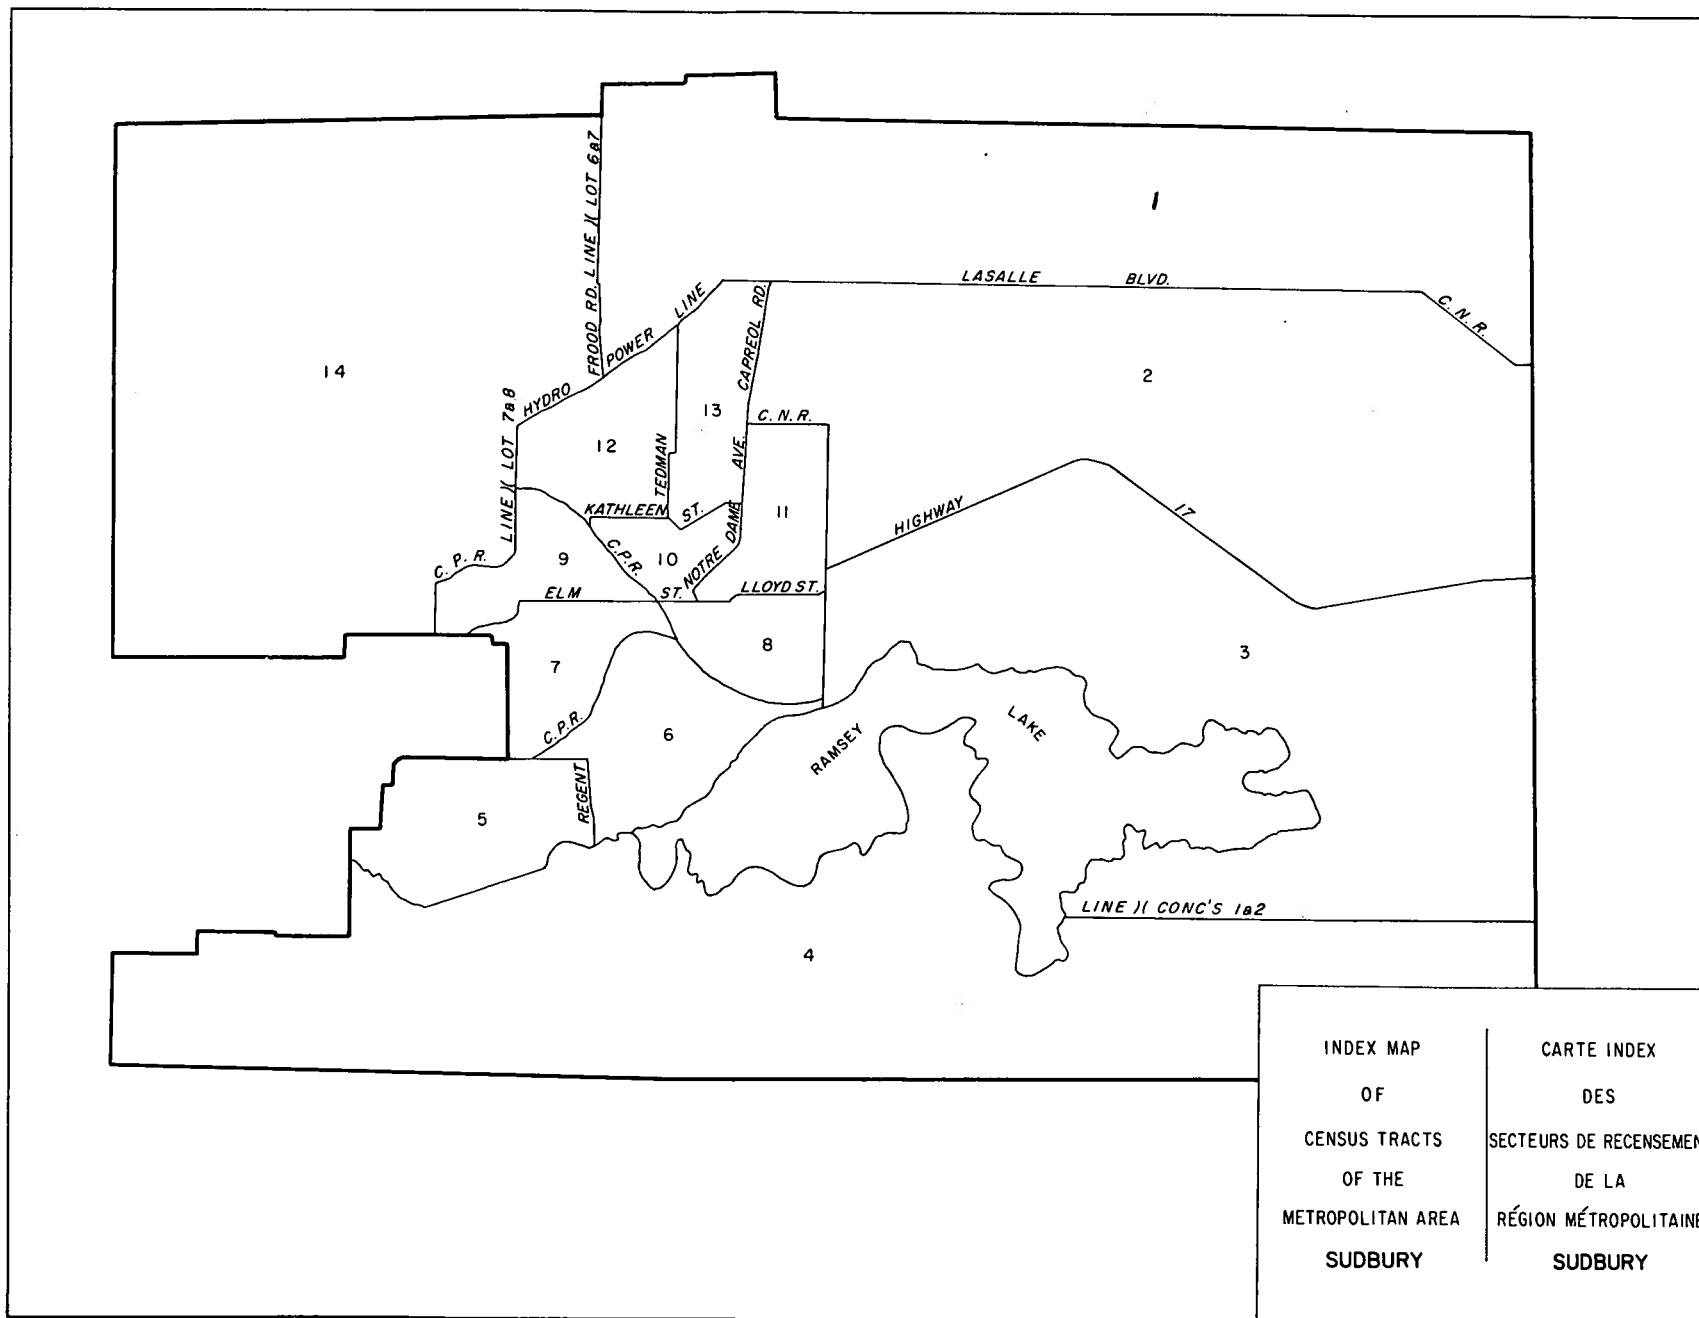 1
FROOD RD. LINE )( LOT 6&7
LASALLE BLVD.
C. N. R.
HYDRO POWER LINE
CAPREOL RD.
14
2
LINE )( LOT 7&8
13
C. N. R.
12
TEDMAN
AVE.
KATHLEEN ST.
11
HIGHWAY 17
NOTRE DAME
C. P. R.
9
C.P.R.
10
ELM ST.
LLOYD ST.
7
8
3
C.P.R.
6
RAMSEY LAKE
REGENT
5
LINE )( CONC'S 1&2
4
INDEX MAP
OF
CENSUS TRACTS
OF THE
METROPOLITAN AREA
SUDBURY
CARTE INDEX
DES
SECTEURS DE RECENSEMEN
DE LA
RÉGION MÉTROPOLITAINE
SUDBURY